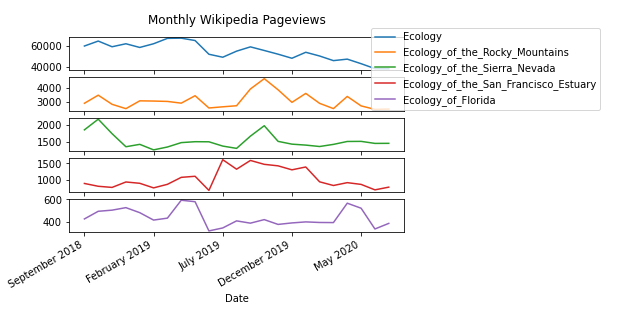 Monthly Wikipedia Pageviews
Ecology
Ecology_of_the_Rocky_Mountains
Ecology_of_the_Sierra_Nevada
Ecology_of_the_San_Francisco_Estuary
Ecology_of_Florida
60000
40000
4000
3000
2000
1500
1500
1000
600
400
September 2018
February 2019
July 2019
December 2019
May 2020
Date